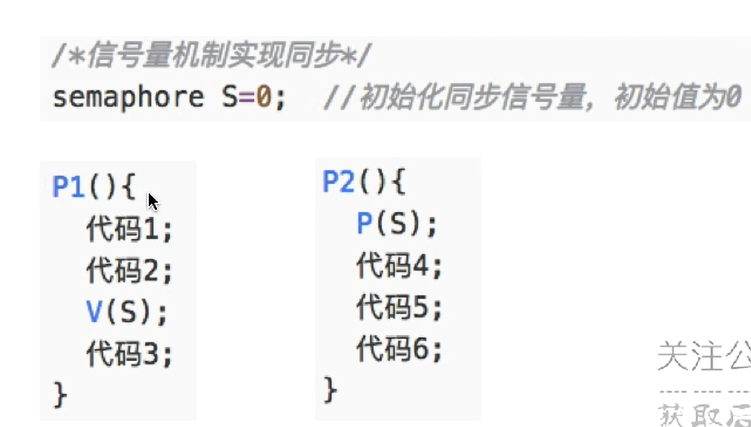 /*信号量机制实现同步*/
semaphore S=0; //初始化同步信号量，初始值为0
P1(){
代码1;
代码2;
V(S);
代码3;
}
P2(){
P(S);
代码4;
代码5;
代码6;
}
关注公
获取